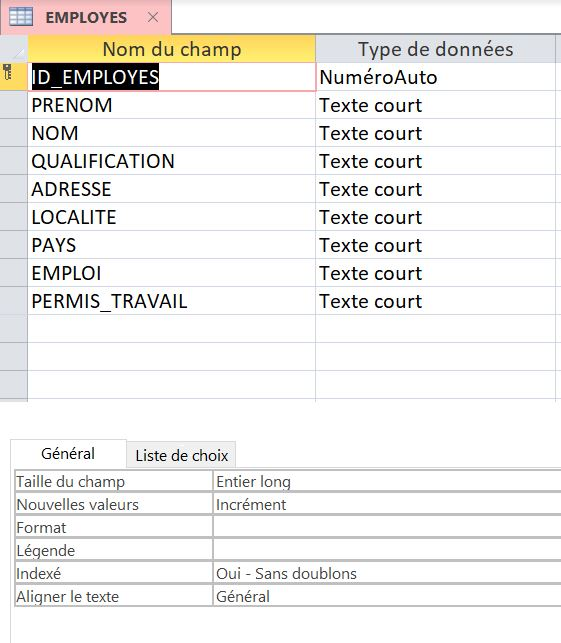 EMPLOYES
Nom du champ Type de données
ID_EMPLOYES NuméroAuto
PRENOM Texte court
NOM Texte court
QUALIFICATION Texte court
ADRESSE Texte court
LOCALITE Texte court
PAYS Texte court
EMPLOI Texte court
PERMIS_TRAVAIL Texte court
Général Liste de choix
Taille du champ Entier long
Nouvelles valeurs Incrément
Format
Légende
Indexé Oui - Sans doublons
Aligner le texte Général